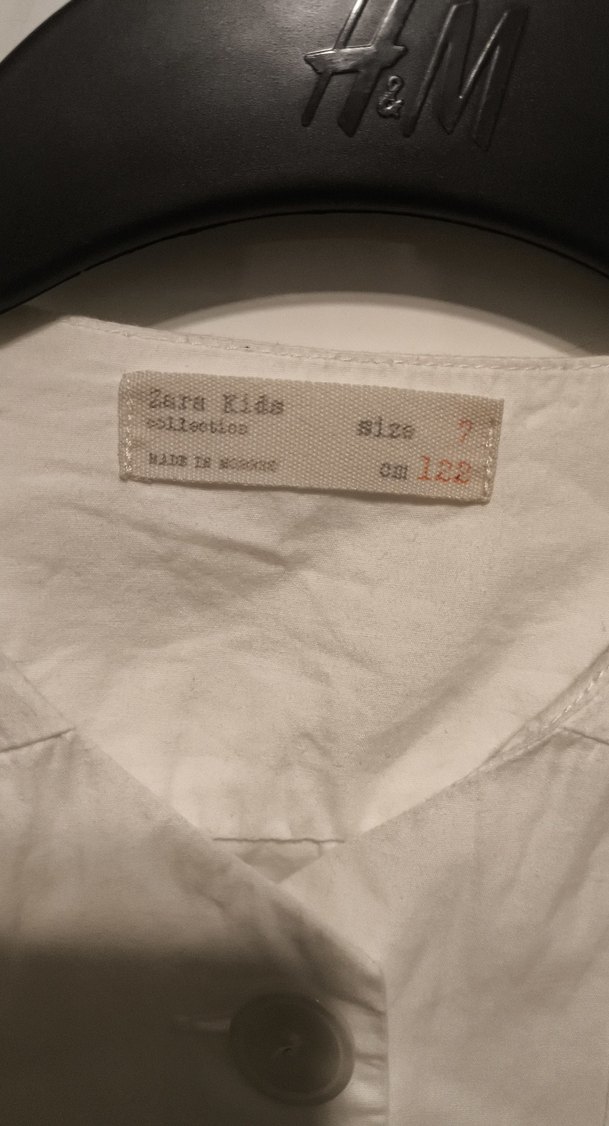 H&M
Zara Kids
collection
size 7
MADE IN MOROCCO
cm 122